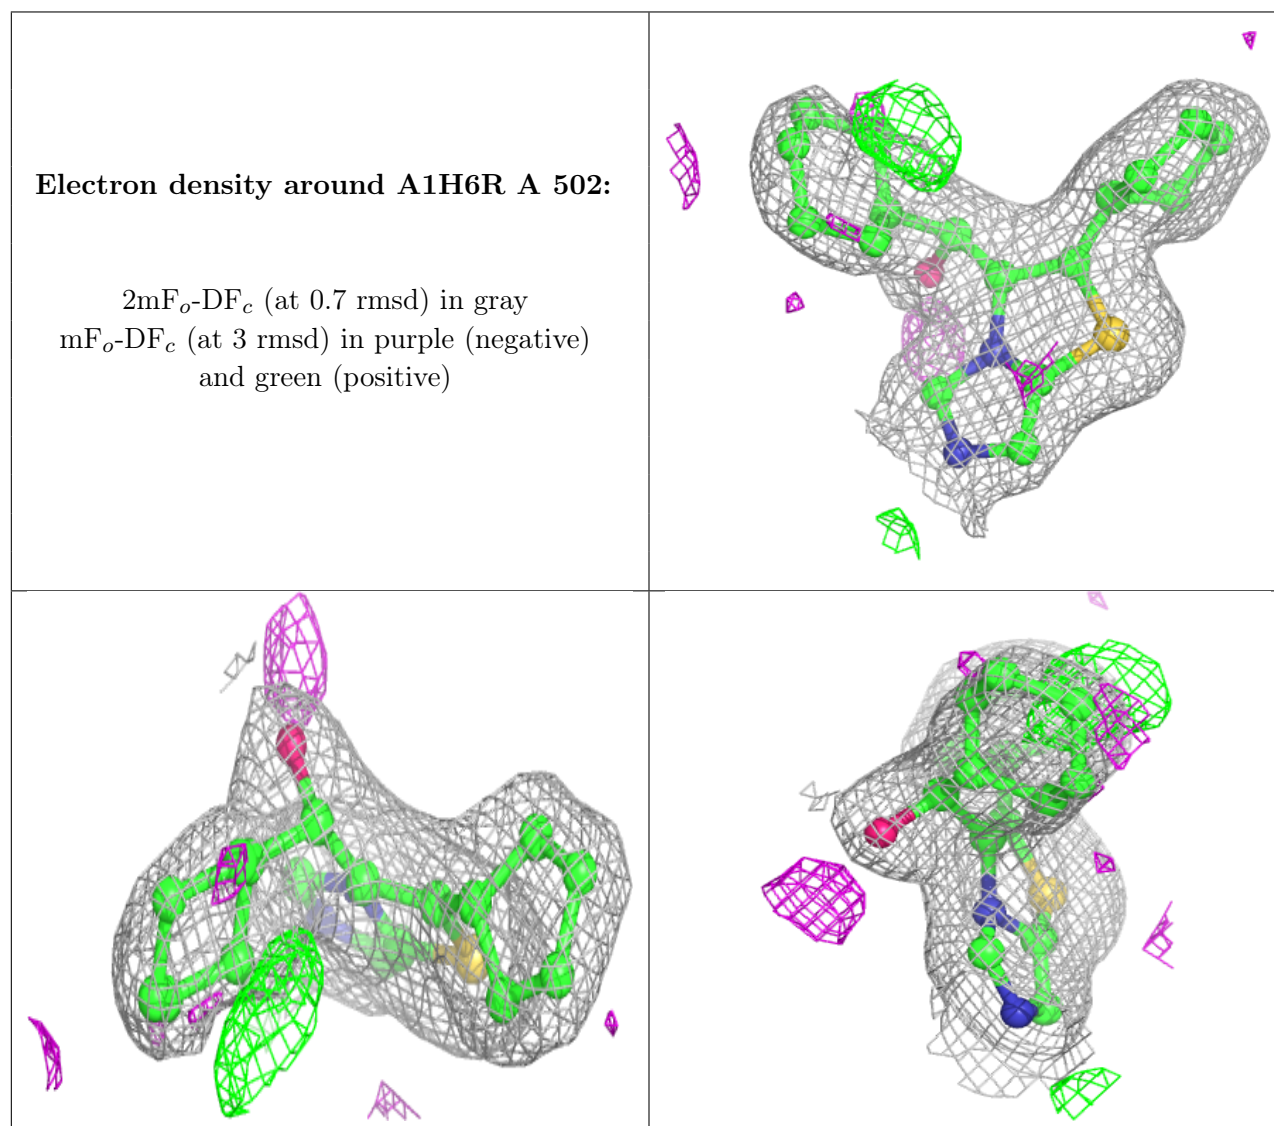 Electron density around A1H6R A 502:
2mFo-DFc (at 0.7 rmsd) in gray
mFo-DFc (at 3 rmsd) in purple (negative)
and green (positive)